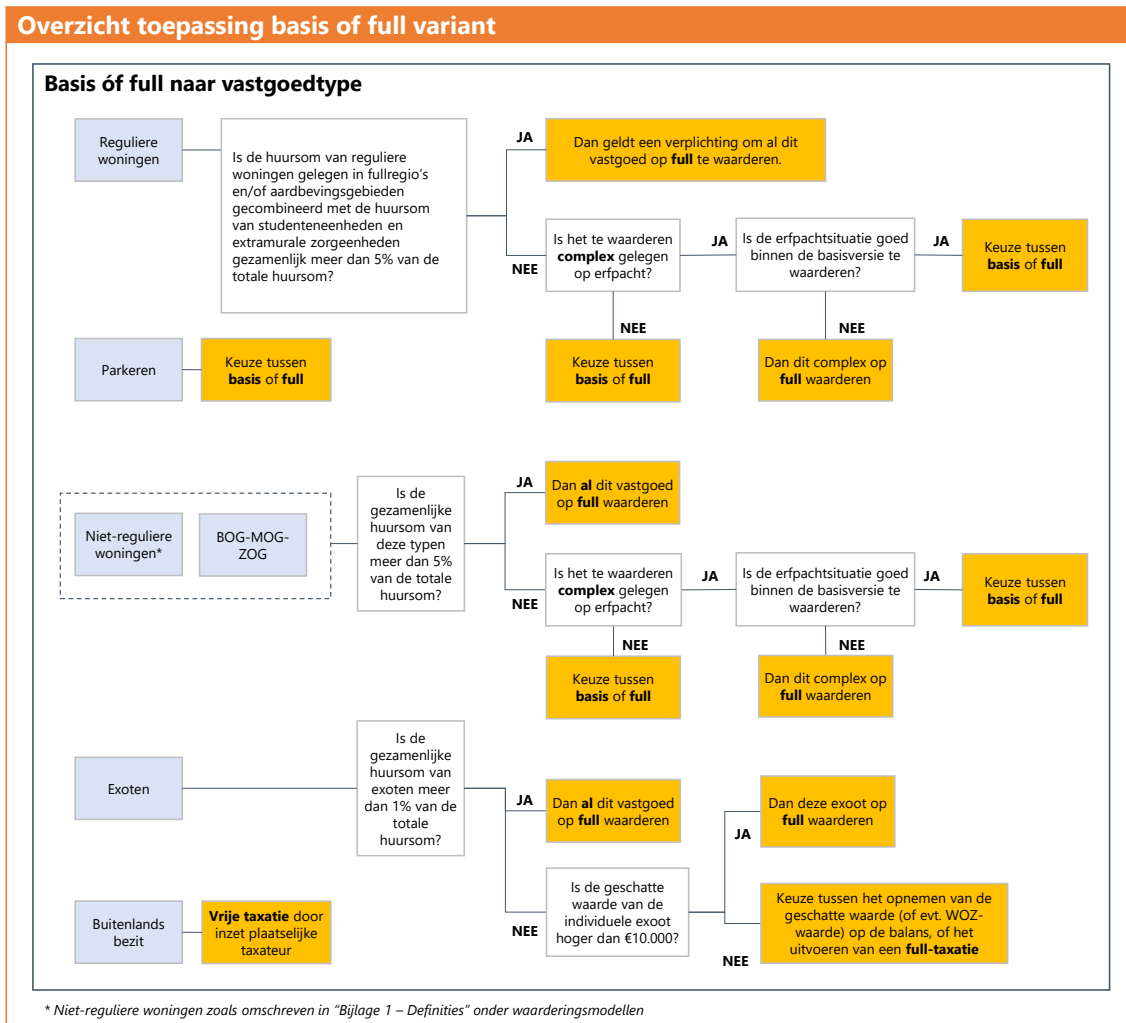 Overzicht toepassing basis of full variant
Basis óf full naar vastgoedtype
Reguliere
woningen
Is de huursom van reguliere
woningen gelegen in fullregio's
en/of aardbevingsgebieden
gecombineerd met de huursom
van studenteneenheden en
extramurale zorgeenheden
gezamenlijk meer dan 5% van de
totale huursom?
JA
Dan geldt een verplichting om al dit
vastgoed op full te waarderen.
NEE
Is het te waarderen
complex gelegen
op erfpacht?
JA
Is de erfpachtsituatie goed
binnen de basisversie te
waarderen?
JA
Keuze tussen
basis of full
NEE
Keuze tussen
basis of full
NEE
Dan dit complex op
full waarderen
Parkeren
Keuze tussen
basis of full
Niet-reguliere
woningen*
BOG-MOG-
ZOG
Is de
gezamenlijke
huursom van
deze typen
meer dan 5%
van de totale
huursom?
JA
Dan al dit vastgoed
op full waarderen
NEE
Is het te waarderen
complex gelegen
op erfpacht?
JA
Is de erfpachtsituatie goed
binnen de basisversie te
waarderen?
JA
Keuze tussen
basis of full
NEE
Keuze tussen
basis of full
NEE
Dan dit complex op
full waarderen
Exoten
Is de
gezamenlijke
huursom van
exoten meer
dan 1% van de
totale
huursom?
JA
Dan al dit vastgoed
op full waarderen
NEE
Is de geschatte
waarde van de
individuele exoot
hoger dan €10.000?
JA
Dan deze exoot op
full waarderen
NEE
Keuze tussen het opnemen van de
geschatte waarde (of evt. WOZ-
waarde) op de balans, of het
uitvoeren van een full-taxatie
Buitenlands
bezit
Vrije taxatie door
inzet plaatselijke
taxateur
* Niet-reguliere woningen zoals omschreven in "Bijlage 1 – Definities" onder waarderingsmodellen